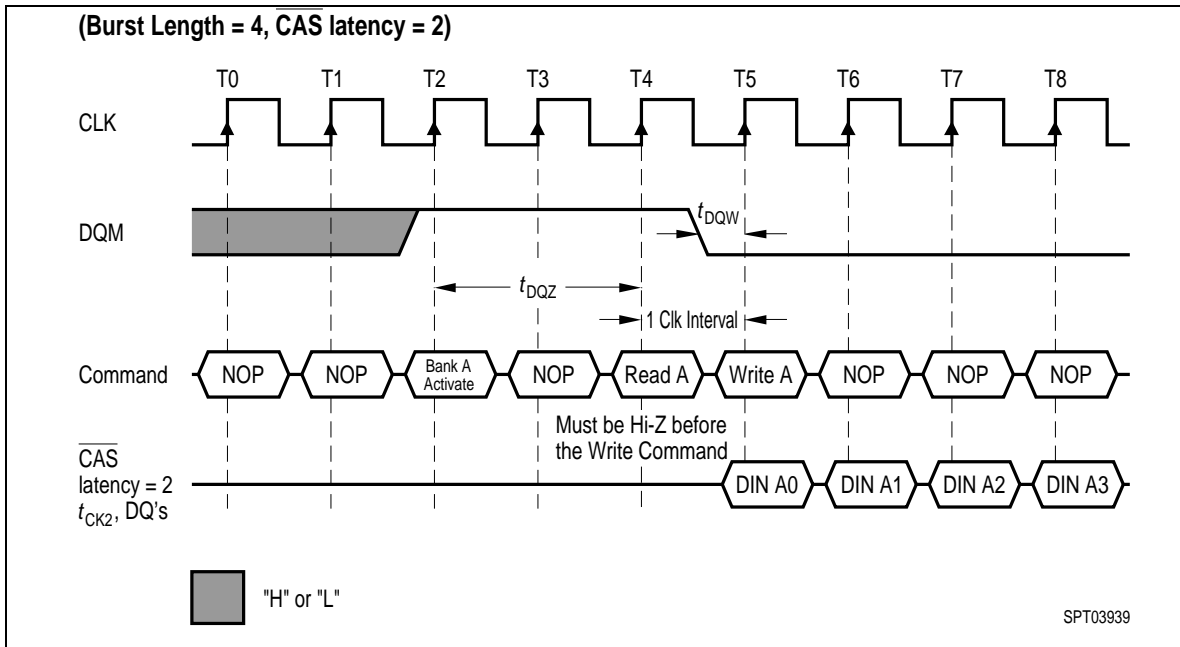 (Burst Length = 4, CAS latency = 2)
T0 T1 T2 T3 T4 T5 T6 T7 T8
CLK
DQM
tDQW
tDQZ
1 Clk Interval
Command NOP NOP Bank A Activate NOP Read A Write A NOP NOP NOP
Must be Hi-Z before
the Write Command
CAS
latency = 2
tCK2, DQ's
DIN A0 DIN A1 DIN A2 DIN A3
"H" or "L"
SPT03939